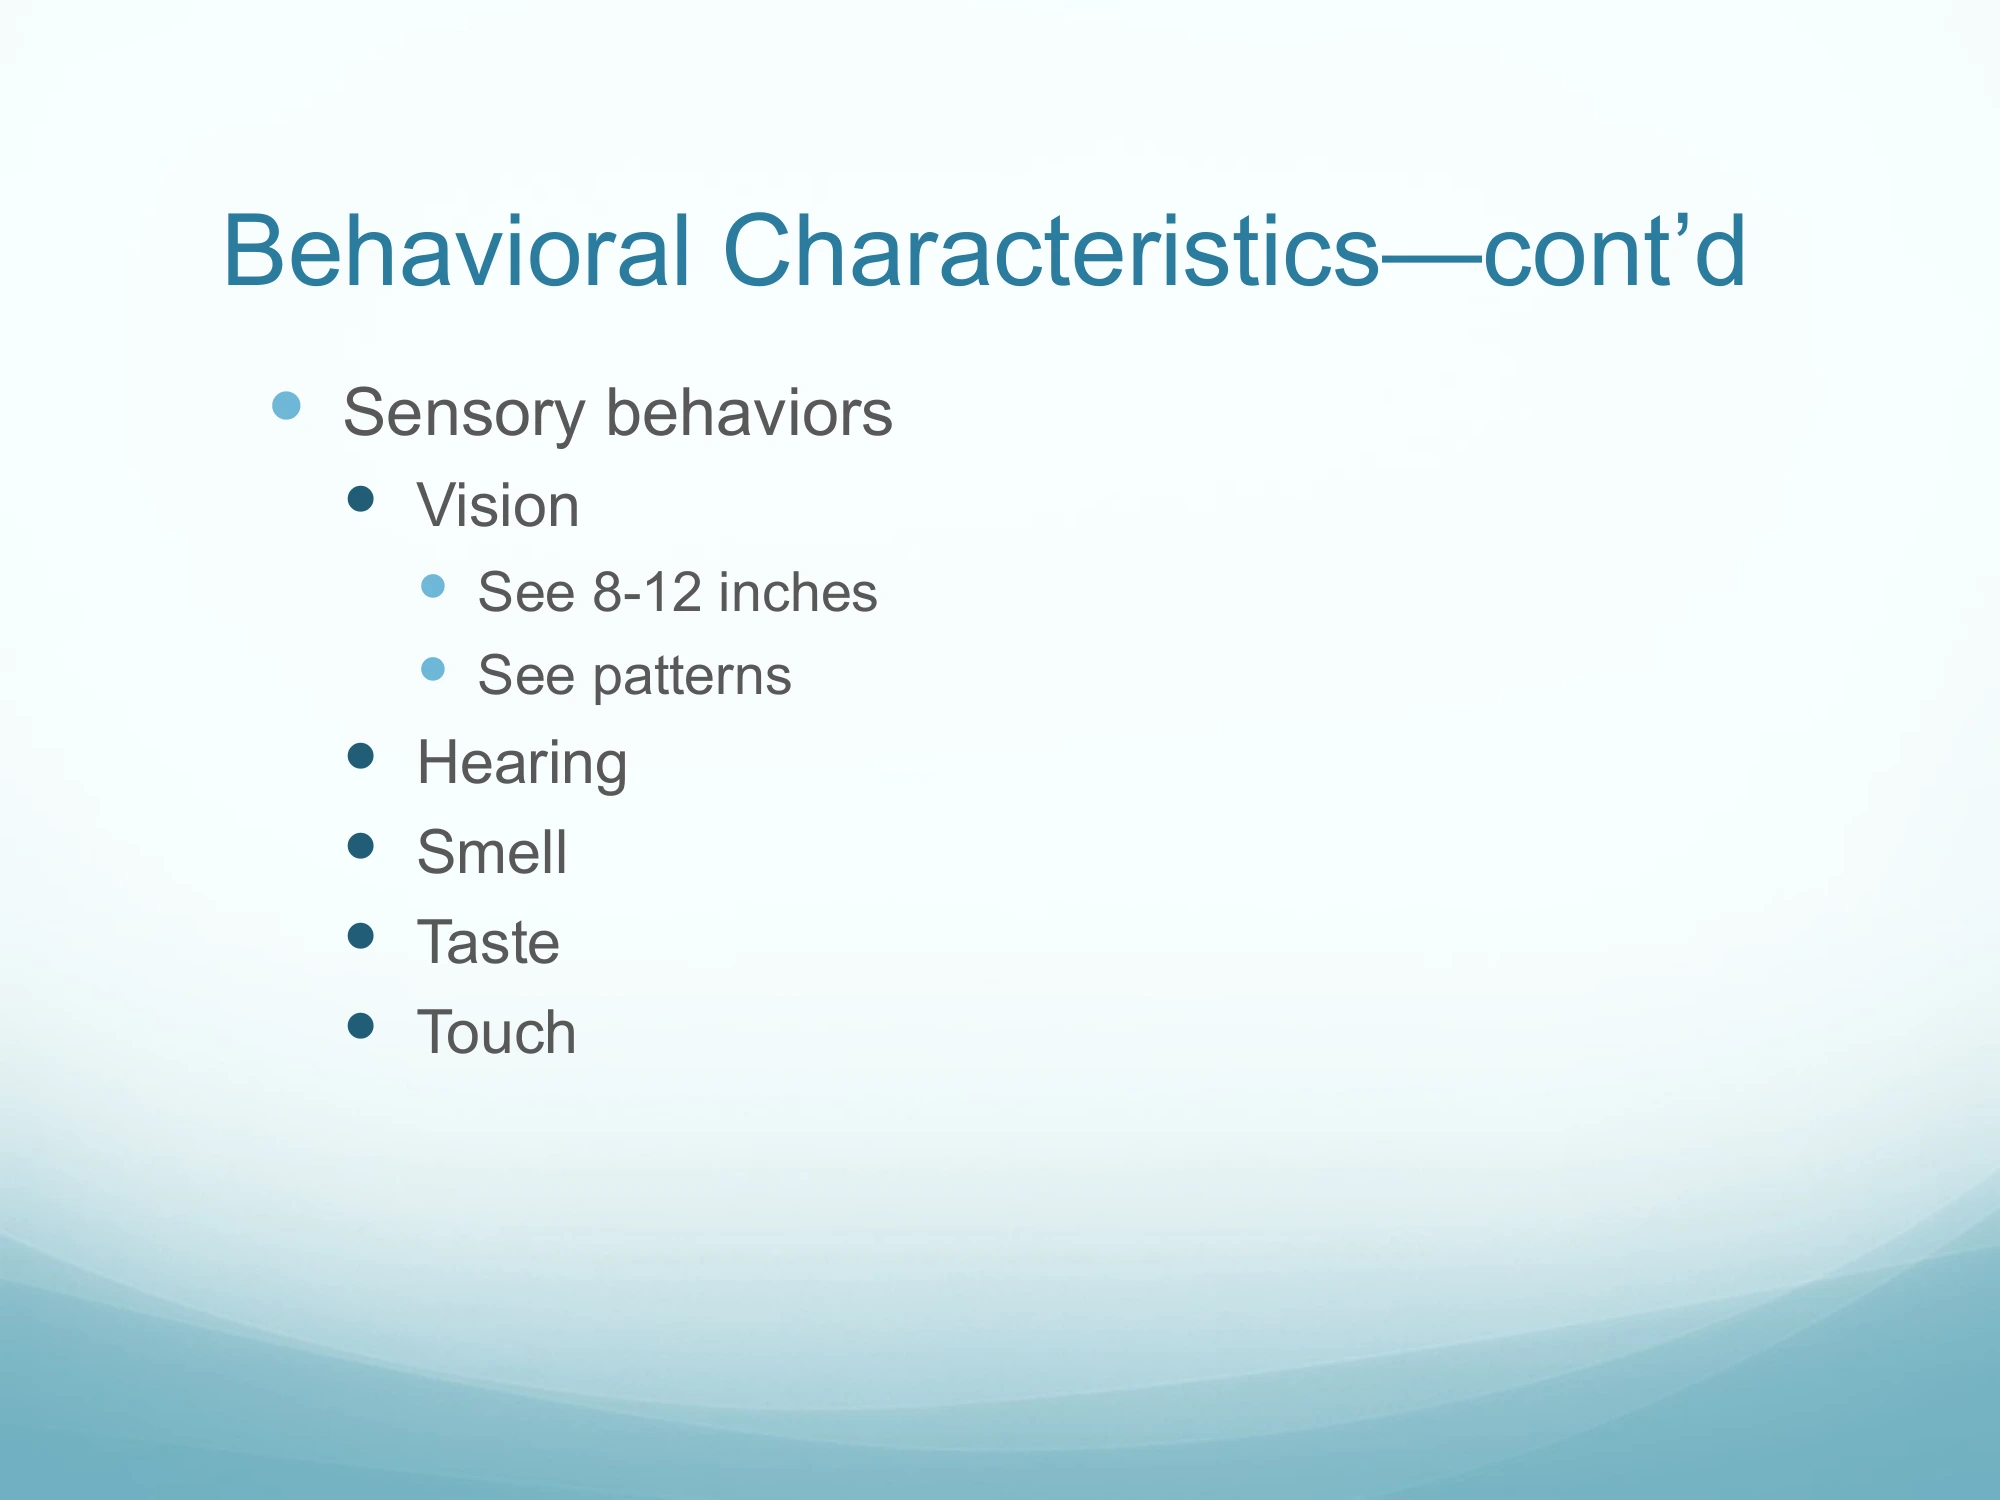 Behavioral Characteristics—cont’d
Sensory behaviors
Vision
See 8-12 inches
See patterns
Hearing
Smell
Taste
Touch